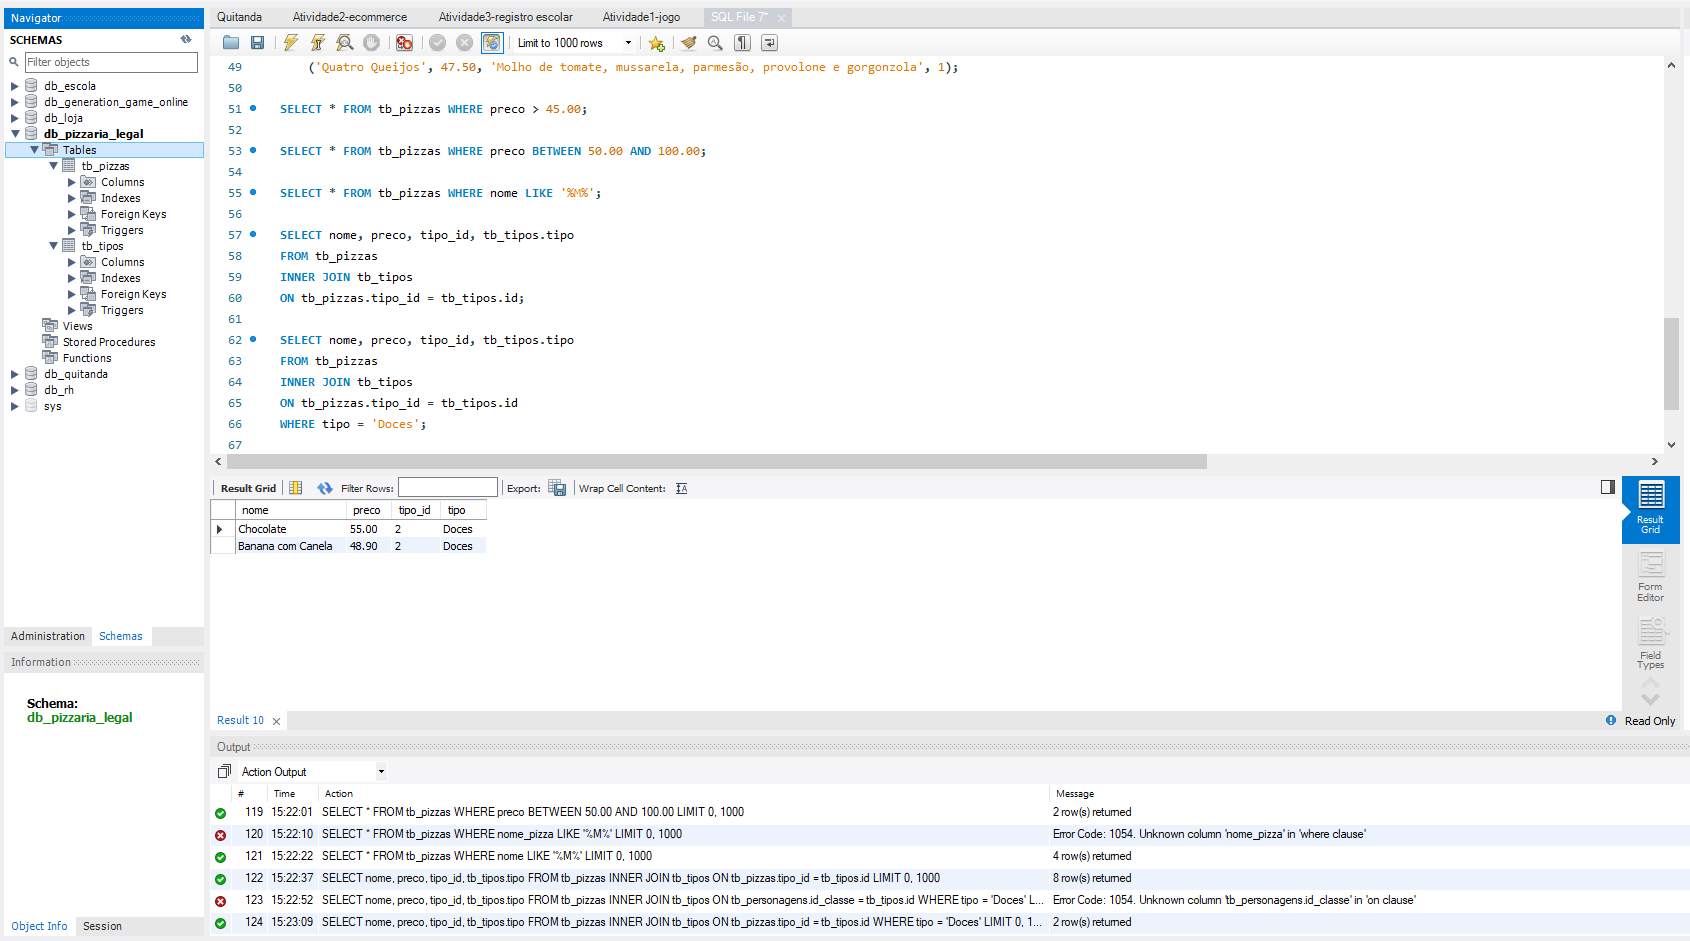 Navigator
SCHEMAS
Filter objects
db_escola
db_generation_game_online
db_loja
db_pizzaria_legal
Tables
tb_pizzas
Columns
Indexes
Foreign Keys
Triggers
tb_tipos
Columns
Indexes
Foreign Keys
Triggers
Views
Stored Procedures
Functions
db_quitanda
db_rh
sys
Administration Schemas
Information
Schema:
db_pizzaria_legal
Object Info Session
Quitanda Atividade2-ecommerce Atividade3-registro escolar Atividade1-jogo SQL File 7*
Limit to 1000 rows
49 ('Quatro Queijos', 47.50, 'Molho de tomate, mussarela, parmesão, provolone e gorgonzola', 1);
50
51 SELECT * FROM tb_pizzas WHERE preco > 45.00;
52
53 SELECT * FROM tb_pizzas WHERE preco BETWEEN 50.00 AND 100.00;
54
55 SELECT * FROM tb_pizzas WHERE nome LIKE '%M%';
56
57 SELECT nome, preco, tipo_id, tb_tipos.tipo
58 FROM tb_pizzas
59 INNER JOIN tb_tipos
60 ON tb_pizzas.tipo_id = tb_tipos.id;
61
62 SELECT nome, preco, tipo_id, tb_tipos.tipo
63 FROM tb_pizzas
64 INNER JOIN tb_tipos
65 ON tb_pizzas.tipo_id = tb_tipos.id
66 WHERE tipo = 'Doces';
67
Result Grid Filter Rows: Export: Wrap Cell Content:
nome preco tipo_id tipo
Chocolate 55.00 2 Doces
Banana com Canela 48.90 2 Doces
Result Grid
Form Editor
Field Types
Result 10 Read Only
Output
Action Output
# Time Action Message
119 15:22:01 SELECT * FROM tb_pizzas WHERE preco BETWEEN 50.00 AND 100.00 LIMIT 0, 1000 2 row(s) returned
120 15:22:10 SELECT * FROM tb_pizzas WHERE nome_pizza LIKE '%M%' LIMIT 0, 1000 Error Code: 1054. Unknown column 'nome_pizza' in 'where clause'
121 15:22:22 SELECT * FROM tb_pizzas WHERE nome LIKE '%M%' LIMIT 0, 1000 4 row(s) returned
122 15:22:37 SELECT nome, preco, tipo_id, tb_tipos.tipo FROM tb_pizzas INNER JOIN tb_tipos ON tb_pizzas.tipo_id = tb_tipos.id LIMIT 0, 1000 8 row(s) returned
123 15:22:52 SELECT nome, preco, tipo_id, tb_tipos.tipo FROM tb_pizzas INNER JOIN tb_tipos ON tb_personagens.id_classe = tb_tipos.id WHERE tipo = 'Doces' L... Error Code: 1054. Unknown column 'tb_personagens.id_classe' in 'on clause'
124 15:23:09 SELECT nome, preco, tipo_id, tb_tipos.tipo FROM tb_pizzas INNER JOIN tb_tipos ON tb_pizzas.tipo_id = tb_tipos.id WHERE tipo = 'Doces' LIMIT 0, 1... 2 row(s) returned